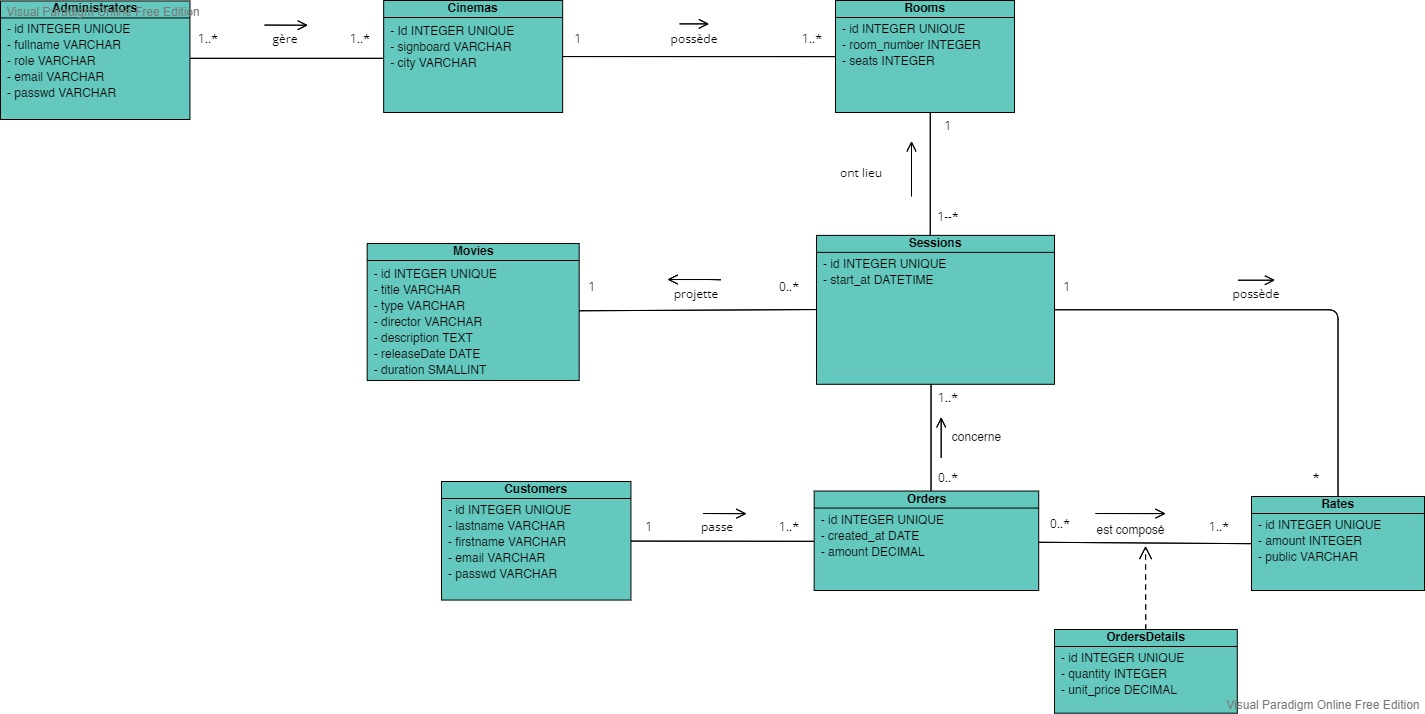 Visual Paradigm Online Free Edition
Administrators
- id INTEGER UNIQUE
- fullname VARCHAR
- role VARCHAR
- email VARCHAR
- passwd VARCHAR
1..*
gère
1..*
Cinemas
- Id INTEGER UNIQUE
- signboard VARCHAR
- city VARCHAR
1
possède
1..*
Rooms
- id INTEGER UNIQUE
- room_number INTEGER
- seats INTEGER
1
ont lieu
1--*
Movies
- id INTEGER UNIQUE
- title VARCHAR
- type VARCHAR
- director VARCHAR
- description TEXT
- releaseDate DATE
- duration SMALLINT
1
projette
0..*
Sessions
- id INTEGER UNIQUE
- start_at DATETIME
1
possède
*
1..*
concerne
0..*
Customers
- id INTEGER UNIQUE
- lastname VARCHAR
- firstname VARCHAR
- email VARCHAR
- passwd VARCHAR
1
passe
1..*
Orders
- id INTEGER UNIQUE
- created_at DATE
- amount DECIMAL
0..*
est composé
1..*
Rates
- id INTEGER UNIQUE
- amount INTEGER
- public VARCHAR
OrdersDetails
- id INTEGER UNIQUE
- quantity INTEGER
- unit_price DECIMAL
Visual Paradigm Online Free Edition